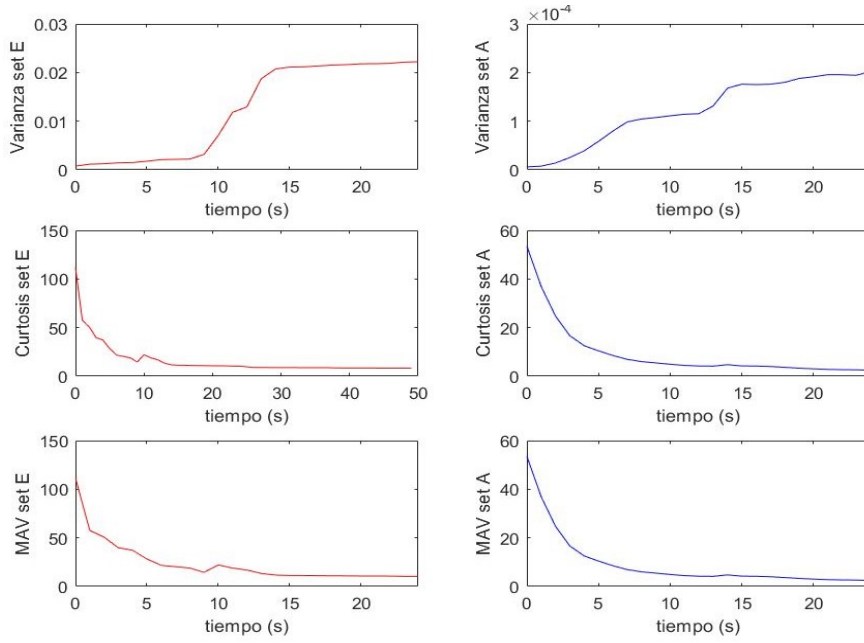 0.03
0.02
0.01
0
Varianza set E
0 5 10 15 20
tiempo (s)
×10⁻⁴
3
2
1
0
Varianza set A
0 5 10 15 20
tiempo (s)
150
100
50
0
Curtosis set E
0 10 20 30 40 50
tiempo (s)
60
40
20
0
Curtosis set A
0 5 10 15 20
tiempo (s)
150
100
50
0
MAV set E
0 5 10 15 20
tiempo (s)
60
40
20
0
MAV set A
0 5 10 15 20
tiempo (s)